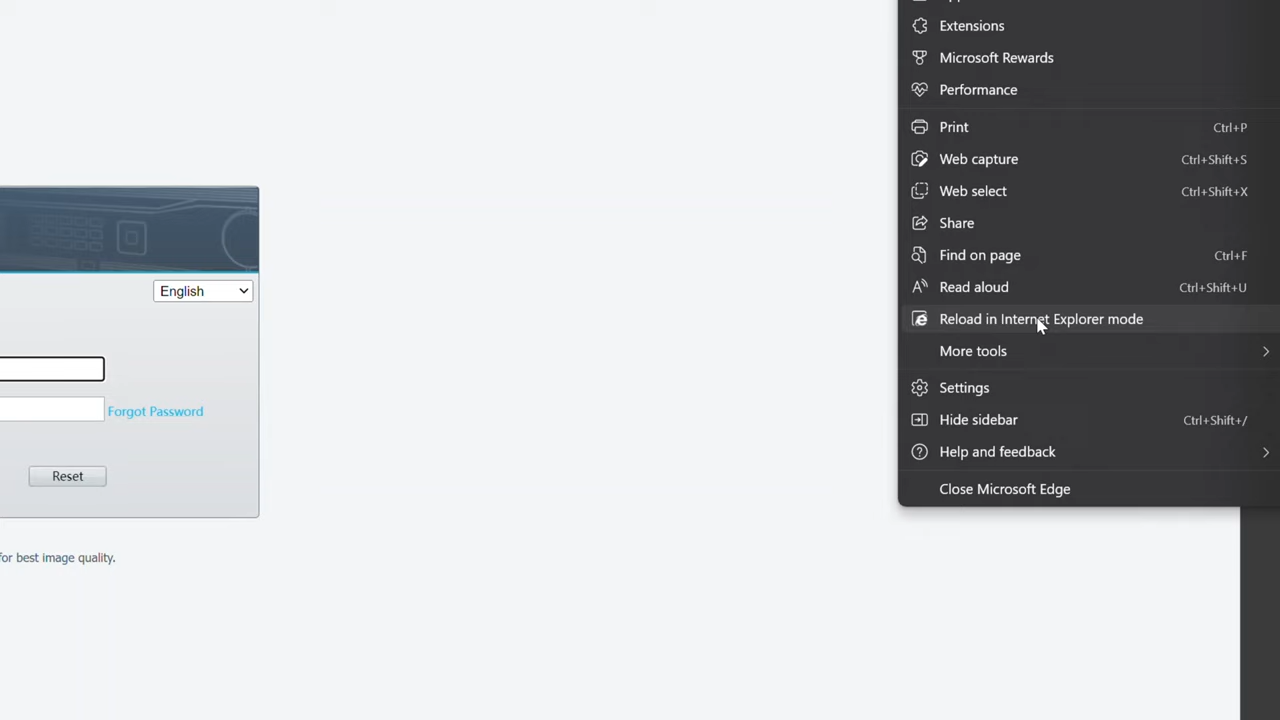 Extensions
Microsoft Rewards
Performance
Print Ctrl+P
Web capture Ctrl+Shift+S
Web select Ctrl+Shift+X
Share
Find on page Ctrl+F
Read aloud Ctrl+Shift+U
Reload in Internet Explorer mode
More tools
Settings
Hide sidebar Ctrl+Shift+/
Help and feedback
Close Microsoft Edge
English
Forgot Password
Reset
for best image quality.